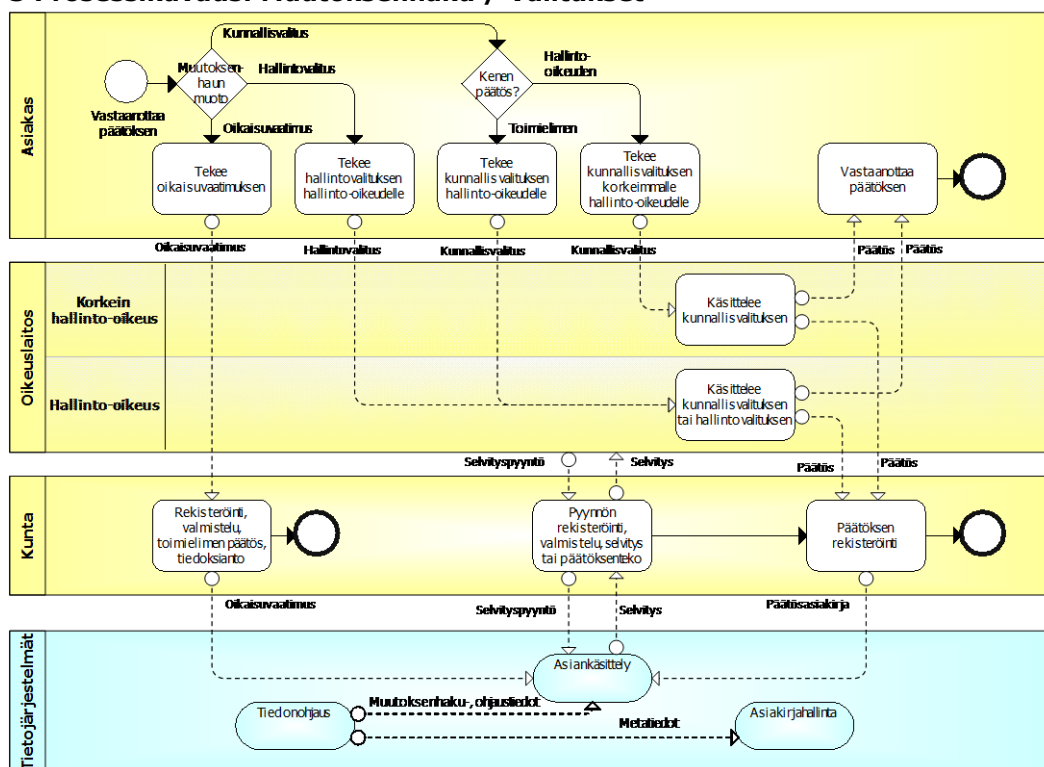 Kunnallisvalitus
Muutoksen-
haun
muoto
Hallintovalitus
Kenen
päätös?
Hallinto-
oikeuden
Vastaanottaa
päätöksen
Oikaisuvaatimus
Toimielimen
Asiakas
Tekee
oikaisuvaatimuksen
Tekee
hallintovalituksen
hallinto-oikeudelle
Tekee
kunnallisvalituksen
hallinto-oikeudelle
Tekee
kunnallisvalituksen
korkeimmalle
hallinto-oikeudelle
Vastaanottaa
päätöksen
Oikaisuvaatimus
Hallintovalitus
Kunnallisvalitus
Kunnallisvalitus
Päätös
Päätös
Oikeuslaitos
Korkein
hallinto-oikeus
Käsittelee
kunnallisvalituksen
Hallinto-oikeus
Käsittelee
kunnallisvalituksen
tai hallintovalituksen
Selvityspyyntö
Selvitys
Päätös
Päätös
Kunta
Rekisteröinti,
valmistelu,
toimielimen päätös,
tiedoksianto
Pyynnön
rekisteröinti,
valmistelu, selvitys
tai päätöksenteko
Päätöksen
rekisteröinti
Oikaisuvaatimus
Selvityspyyntö
Selvitys
Päätösasiakirja
Tietojärjestelmät
Asiankäsittely
Muutoksenhaku-, ohjaustiedot
Tiedonohjaus
Metatiedot
Asiakirjahallinta